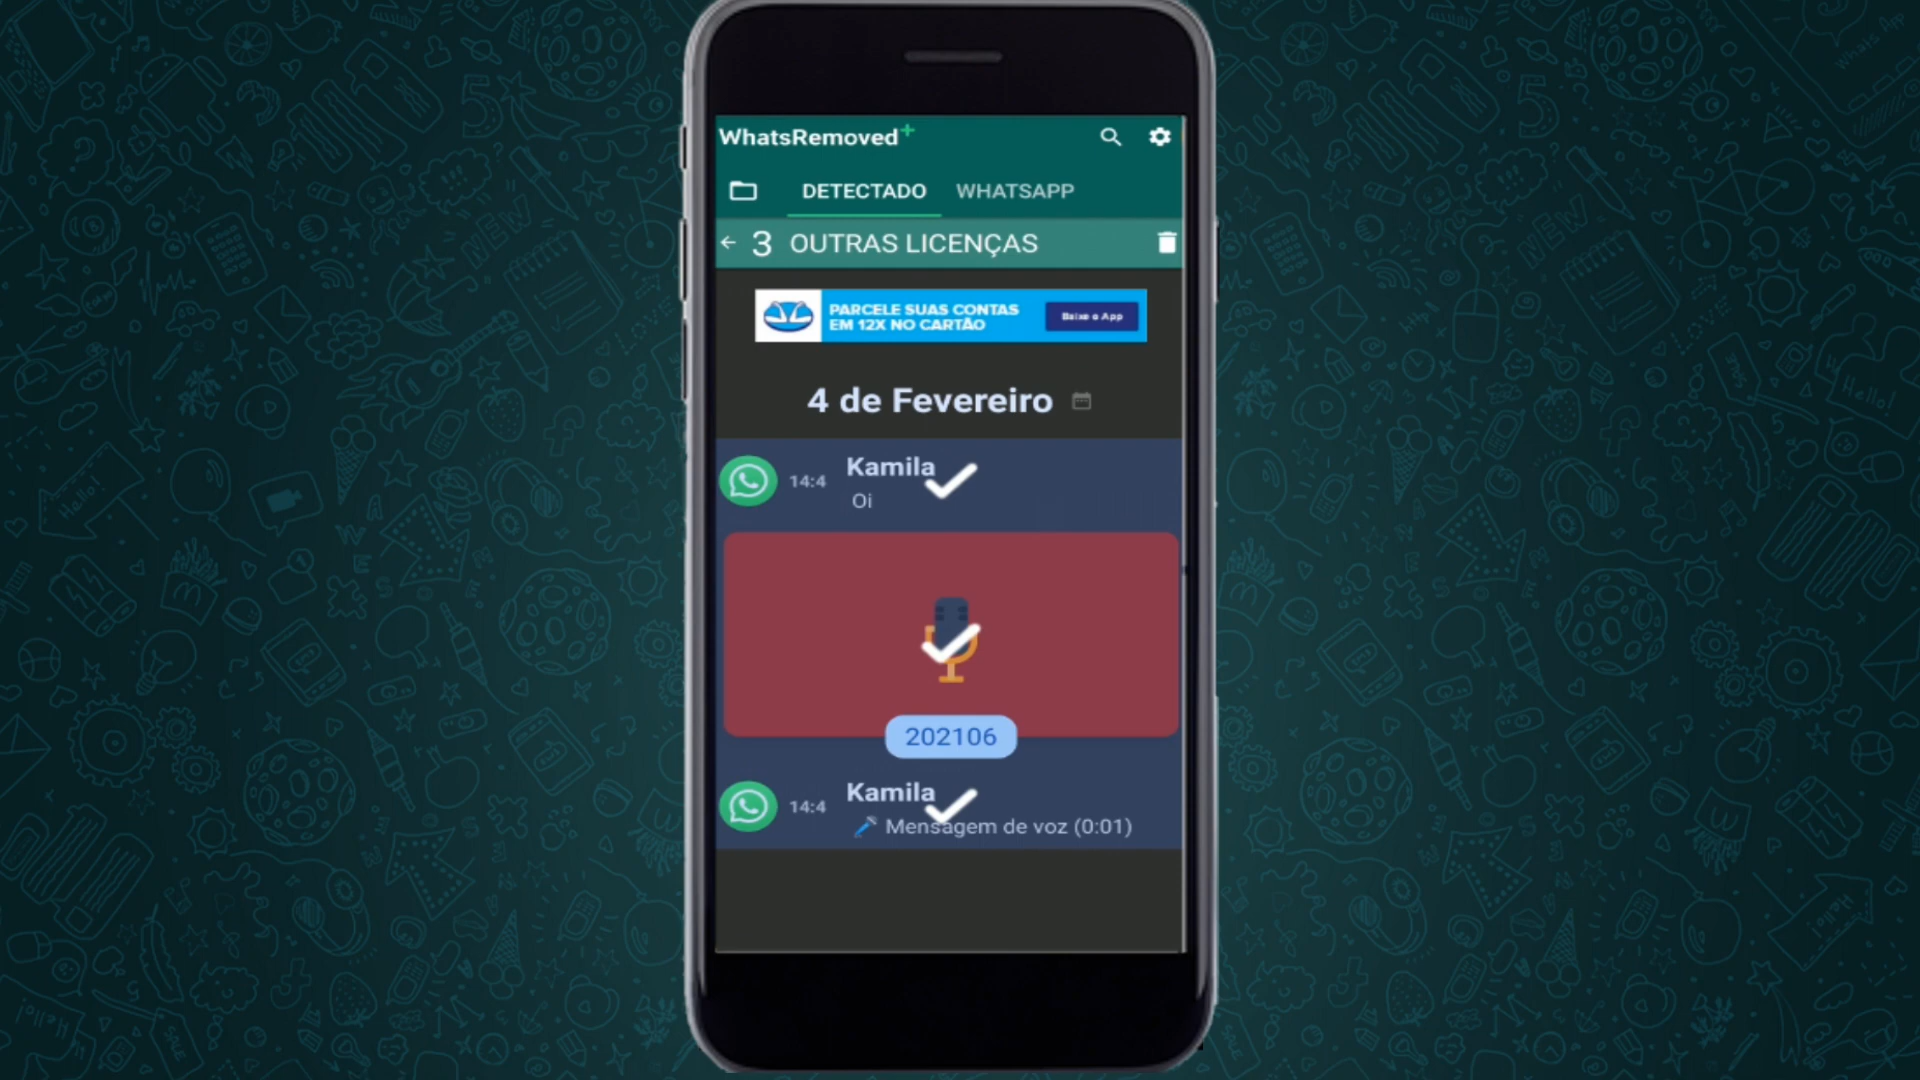 WhatsRemoved+
DETECTADO WHATSAPP
3 OUTRAS LICENÇAS
PARCELE SUAS CONTAS
EM 12X NO CARTÃO
Baixe o App
4 de Fevereiro
14:4 Kamila
Oi
202106
14:4 Kamila
Mensagem de voz (0:01)